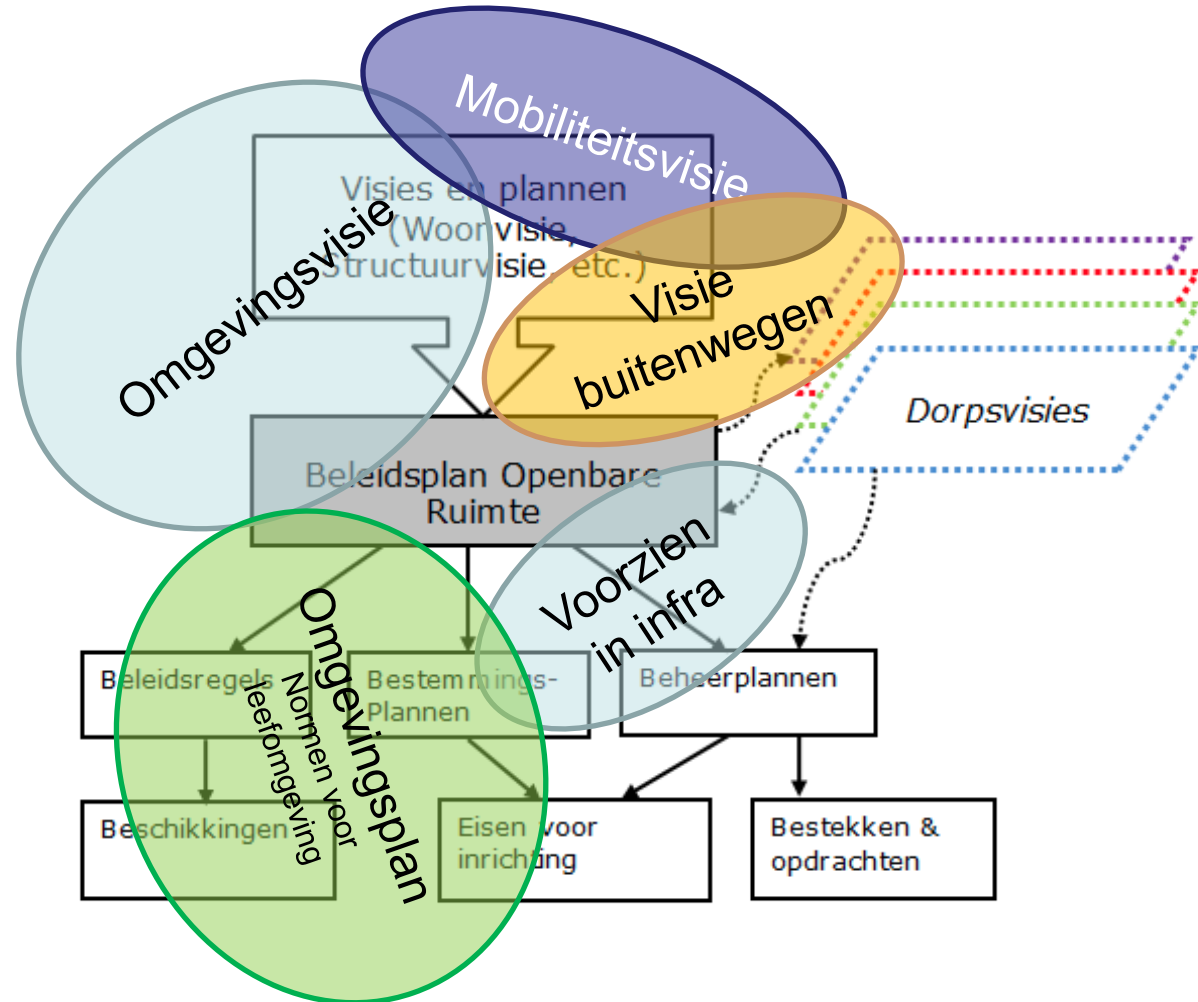 Mobiliteitsvisie
Visies en plannen
(Woonvisie,
Structuurvisie, etc.)
Omgevingsvisie
Visie
buitenwegen
Dorpsvisies
Beleidsplan Openbare
Ruimte
Voorzien
in infra
Omgevingsplan
Normen voor
leefomgeving
Beleidsregels
Bestemmings-
Plannen
Beheerplannen
Beschikkingen
Eisen voor
inrichting
Bestekken &
opdrachten